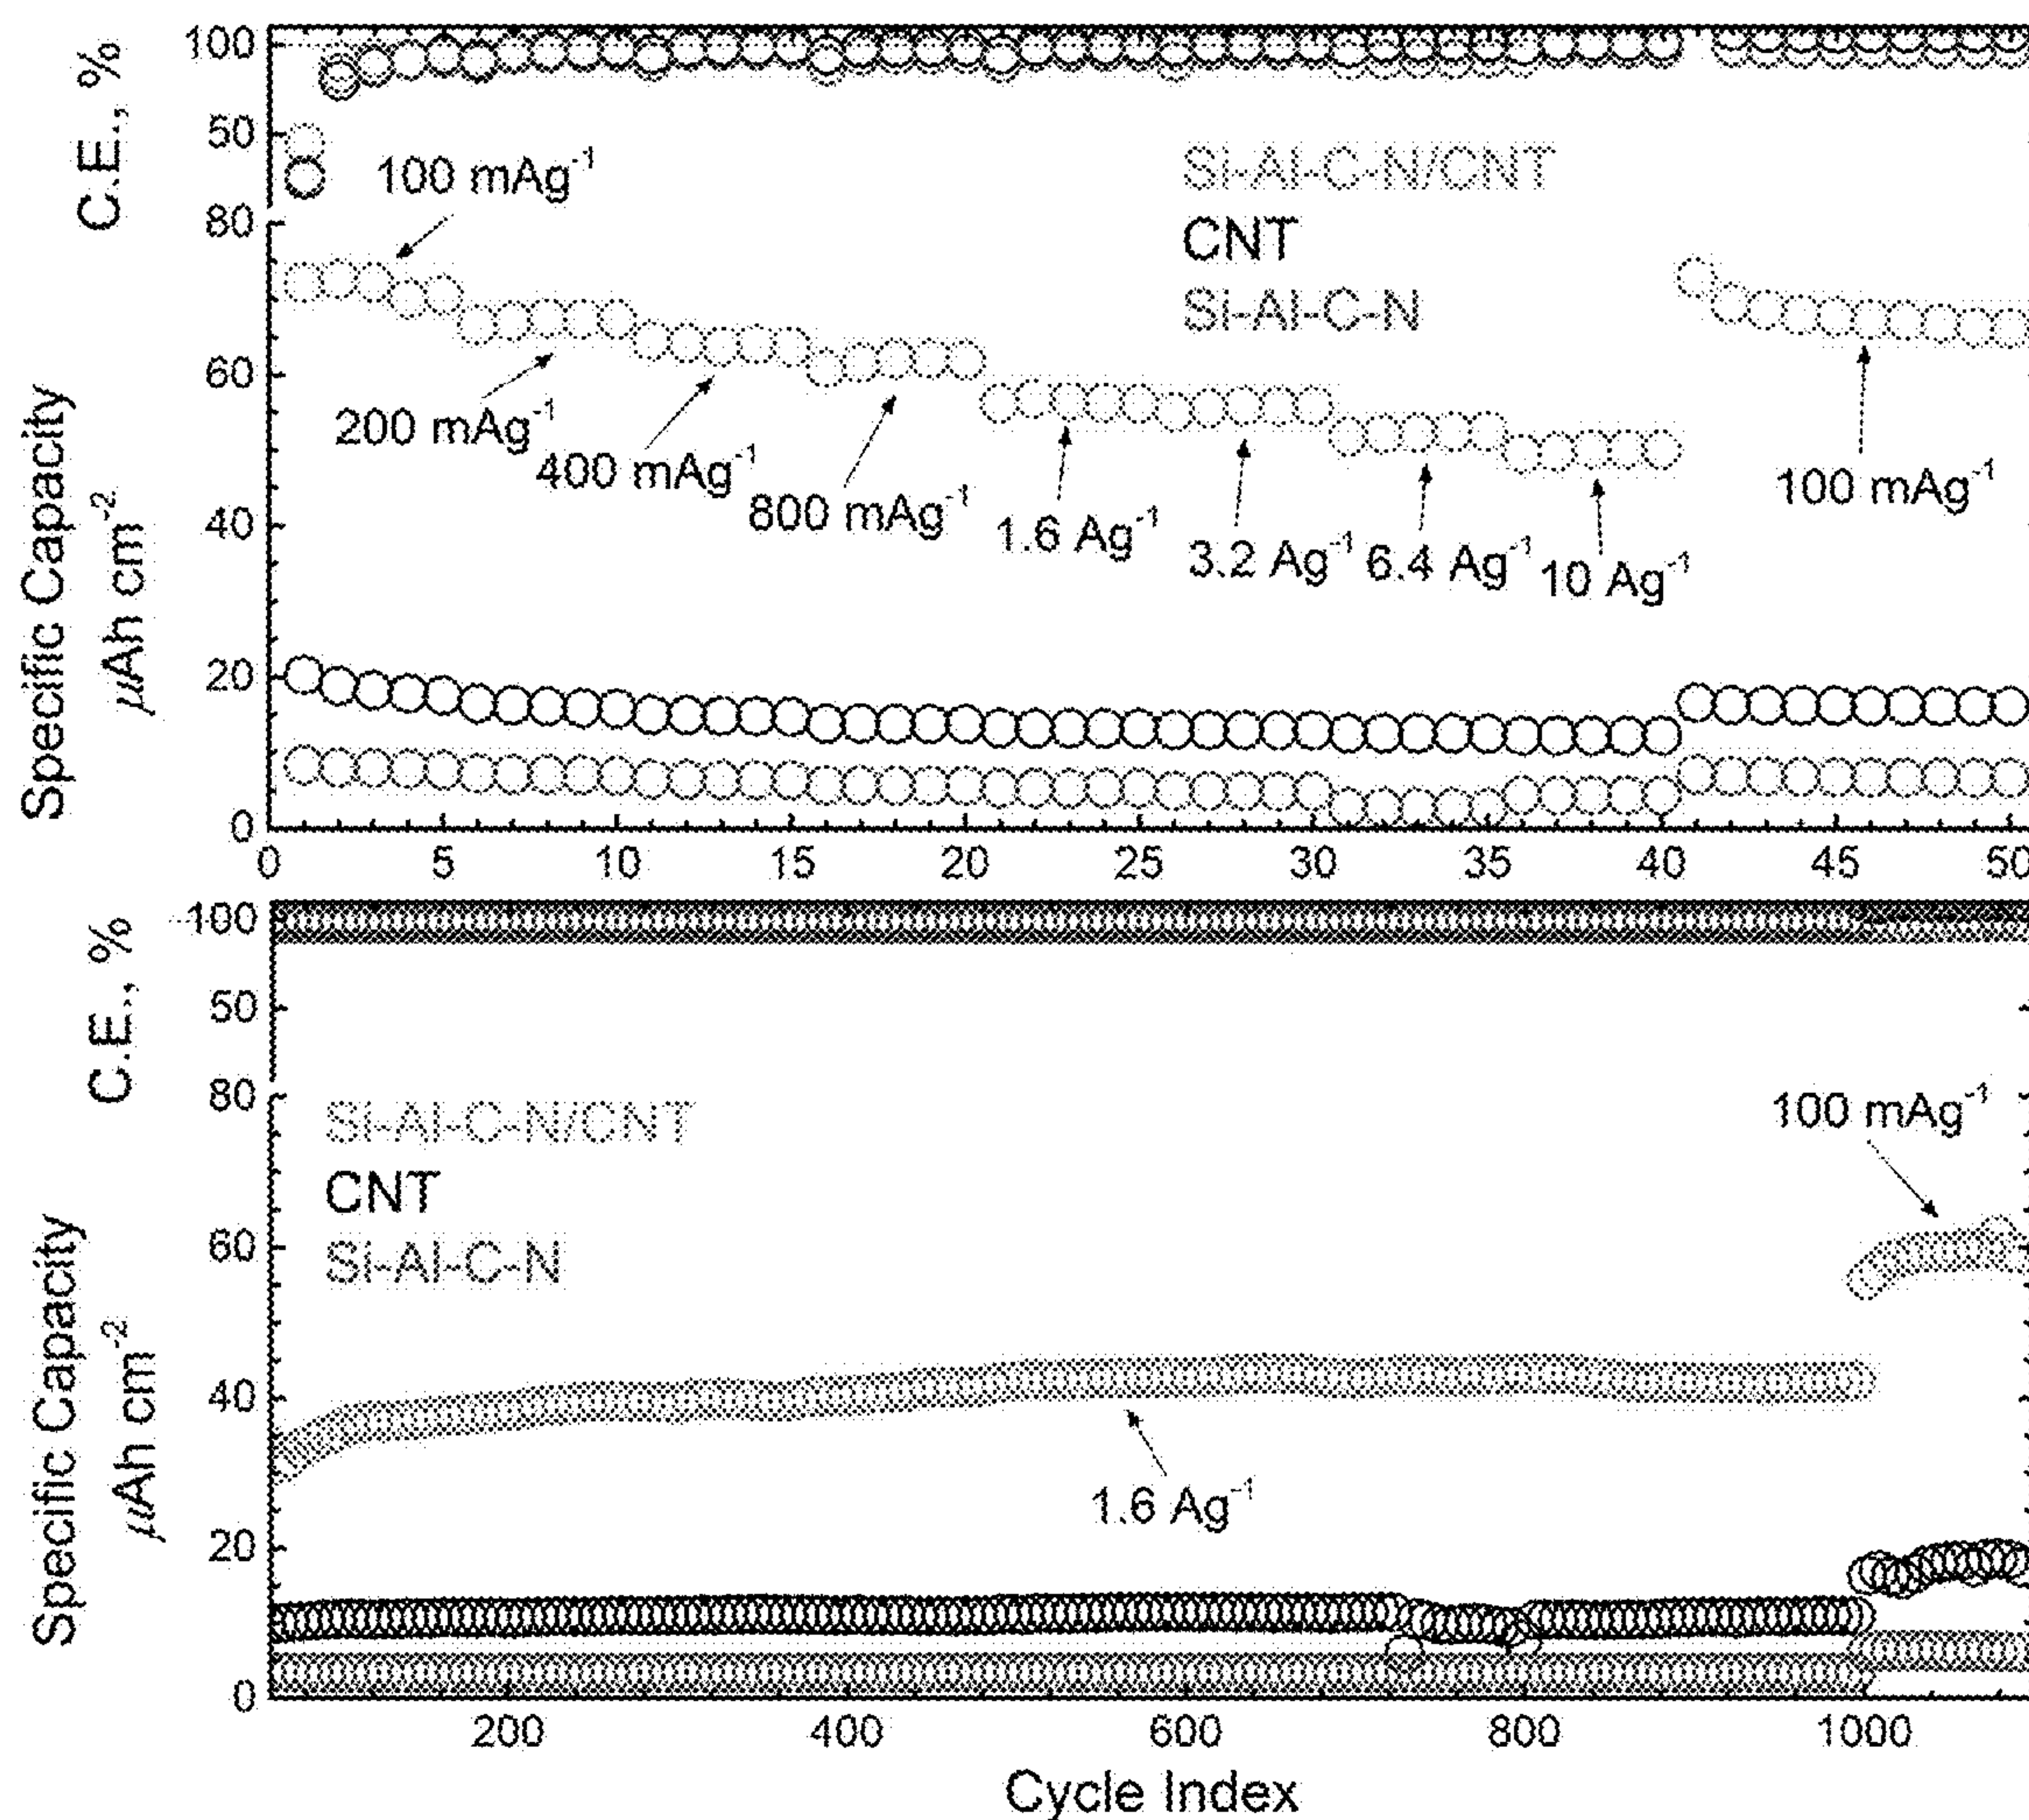 C.E., %
Specific Capacity
μAh cm⁻²
100
50
80
60
40
20
0
100 mAg⁻¹
200 mAg⁻¹
400 mAg⁻¹
800 mAg⁻¹
1.6 Ag⁻¹
3.2 Ag⁻¹
6.4 Ag⁻¹
10 Ag⁻¹
100 mAg⁻¹
Si-Al-C-N/CNT
CNT
Si-Al-C-N
0 5 10 15 20 25 30 35 40 45 50
C.E., %
Specific Capacity
μAh cm⁻²
100
50
80
60
40
20
0
Si-Al-C-N/CNT
CNT
Si-Al-C-N
100 mAg⁻¹
1.6 Ag⁻¹
200 400 600 800 1000
Cycle Index